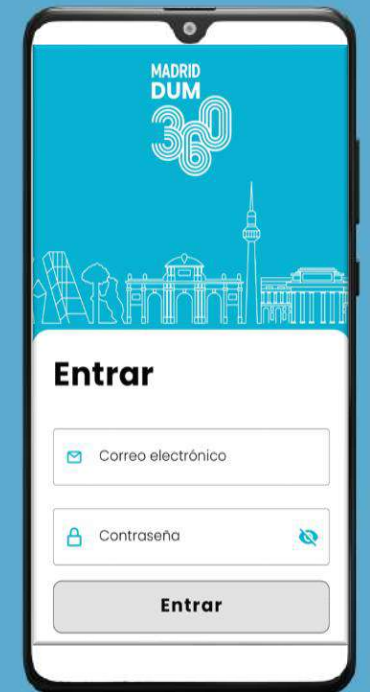 MADRID
DUM
360
Entrar
Correo electrónico
Contraseña
Entrar